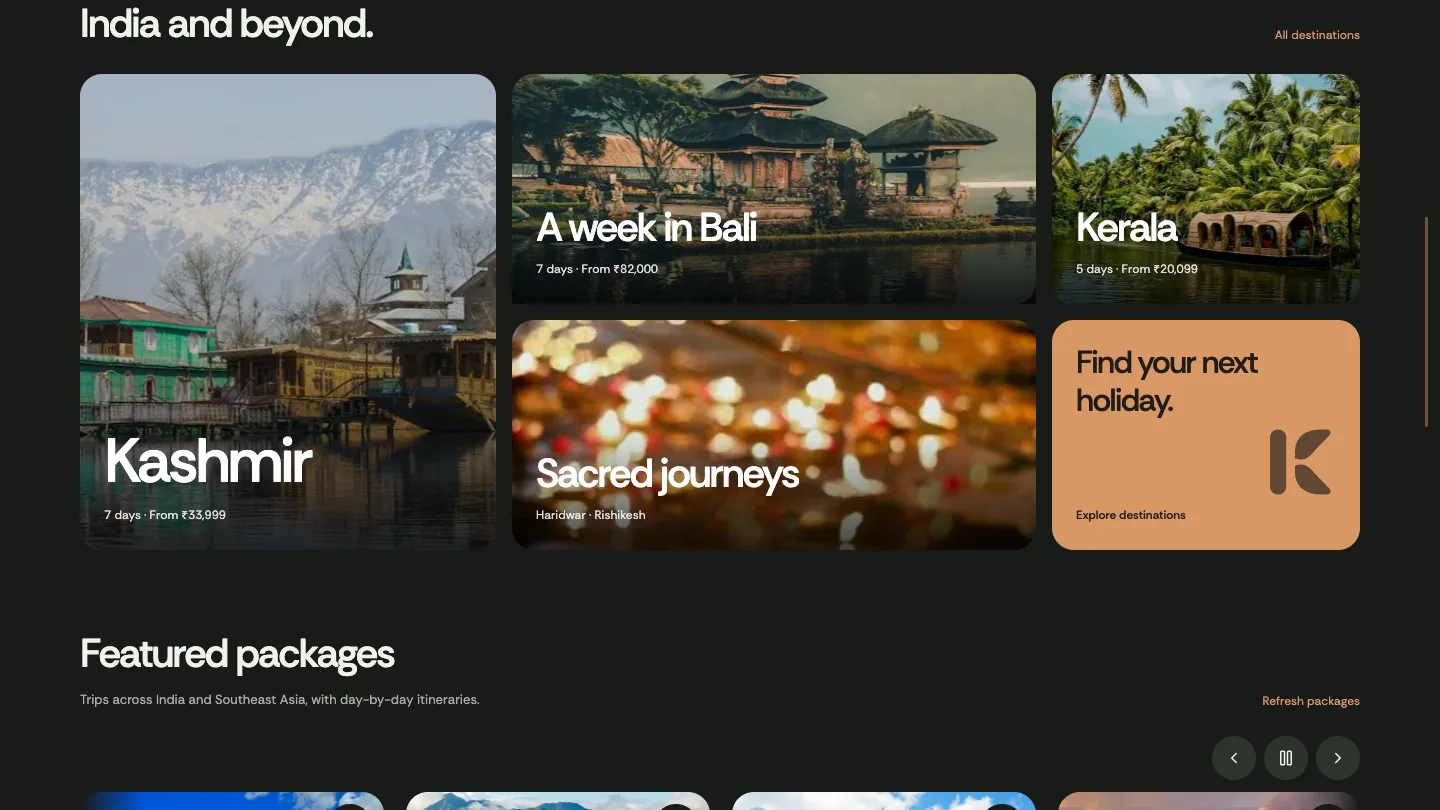 India and beyond.
All destinations
Kashmir
7 days · From ₹33,999
A week in Bali
7 days · From ₹82,000
Kerala
5 days · From ₹20,099
Sacred journeys
Haridwar · Rishikesh
Find your next
holiday.
Explore destinations
Featured packages
Trips across India and Southeast Asia, with day-by-day itineraries.
Refresh packages